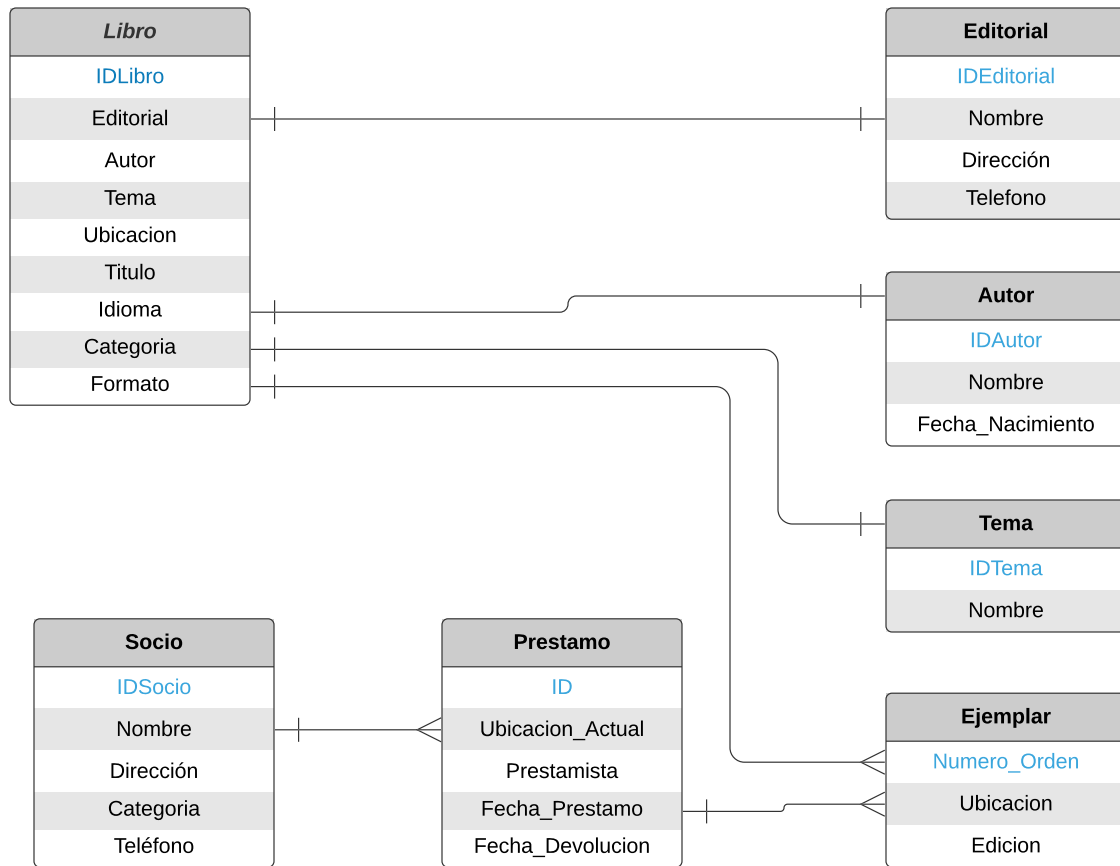 Libro
IDLibro
Editorial
Autor
Tema
Ubicacion
Titulo
Idioma
Categoria
Formato
Editorial
IDEditorial
Nombre
Dirección
Telefono
Autor
IDAutor
Nombre
Fecha_Nacimiento
Tema
IDTema
Nombre
Socio
IDSocio
Nombre
Dirección
Categoria
Teléfono
Prestamo
ID
Ubicacion_Actual
Prestamista
Fecha_Prestamo
Fecha_Devolucion
Ejemplar
Numero_Orden
Ubicacion
Edicion